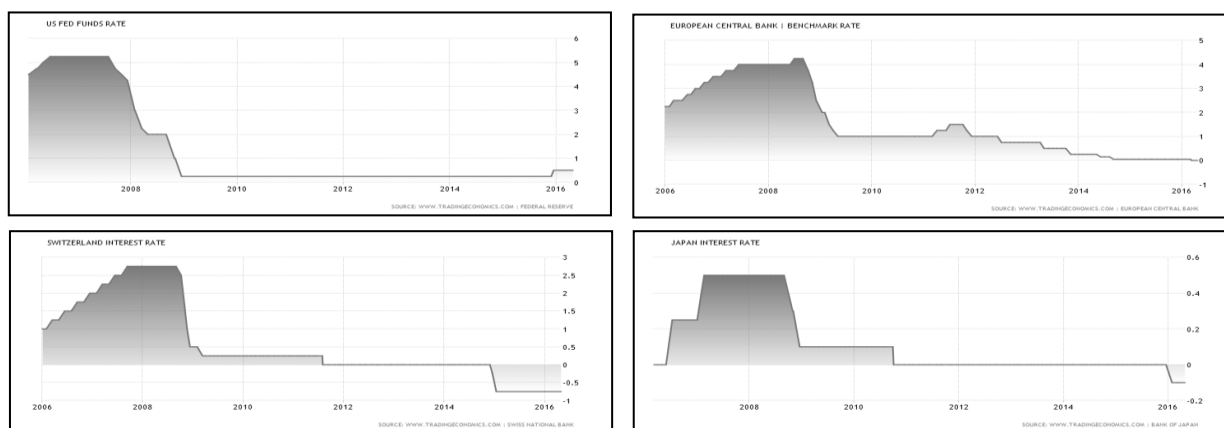 US FED FUNDS RATE
6
5
4
3
2
1
0
2008 2010 2012 2014 2016
SOURCE: WWW.TRADINGECONOMICS.COM | FEDERAL RESERVE
EUROPEAN CENTRAL BANK | BENCHMARK RATE
5
4
3
2
1
0
-1
2006 2008 2010 2012 2014 2016
SOURCE: WWW.TRADINGECONOMICS.COM | EUROPEAN CENTRAL BANK
SWITZERLAND INTEREST RATE
3
2.5
2
1.5
1
0.5
0
-0.5
-1
2006 2008 2010 2012 2014 2016
SOURCE: WWW.TRADINGECONOMICS.COM | SWISS NATIONAL BANK
JAPAN INTEREST RATE
0.6
0.4
0.2
0
-0.2
2008 2010 2012 2014 2016
SOURCE: WWW.TRADINGECONOMICS.COM | BANK OF JAPAN